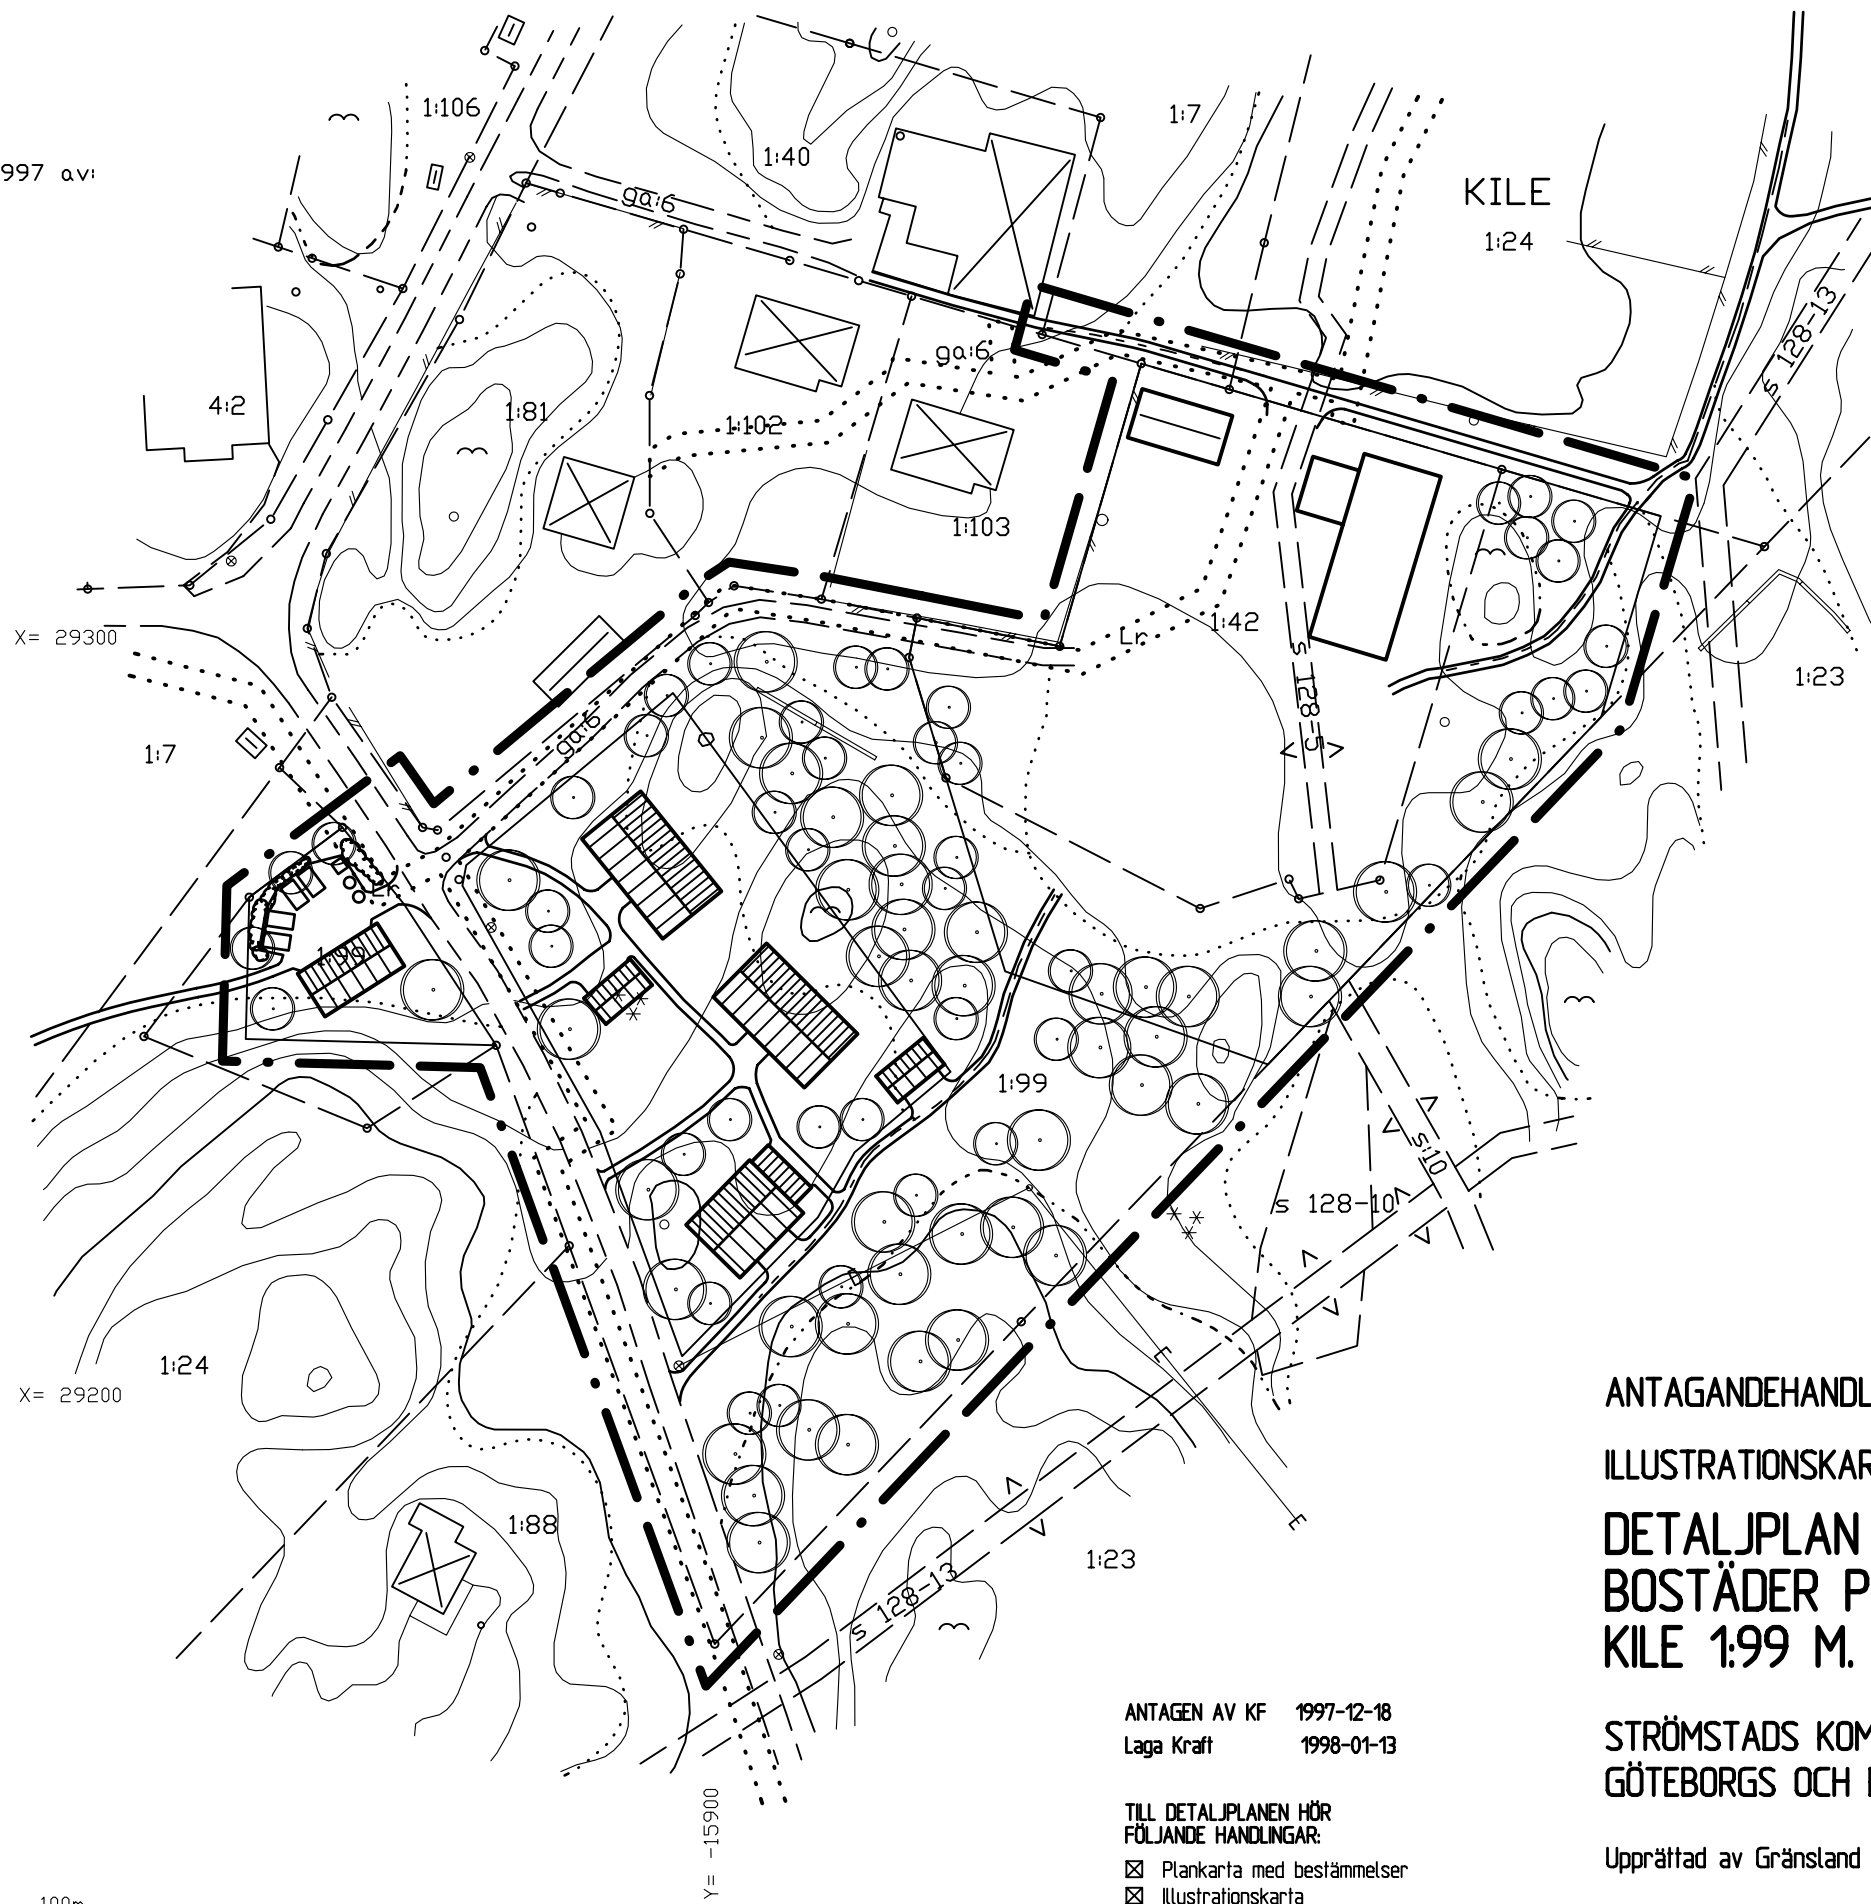 997 av:
1:106
1:40
1:7
KILE
1:24
ga:6
s 128-13
ga:6
4:2
1:81
1:102
1:103
X= 29300
Lr
1:42
s 128-5
1:23
1:7
ga:6
Lr
1:99
1:99
s:10
s 128-10
1:24
X= 29200
E
1:88
E
1:23
s 128-13
ANTAGANDEHANDL
ILLUSTRATIONSKAR
DETALJPLAN
BOSTÄDER P
KILE 1:99 M.
STRÖMSTADS KOM
GÖTEBORGS OCH
Upprättad av Gränsland
ANTAGEN AV KF 1997-12-18
Laga Kraft 1998-01-13
TILL DETALJPLANEN HÖR
FÖLJANDE HANDLINGAR:
Plankarta med bestämmelser
Illustrationskarta
Y= -15900
100m